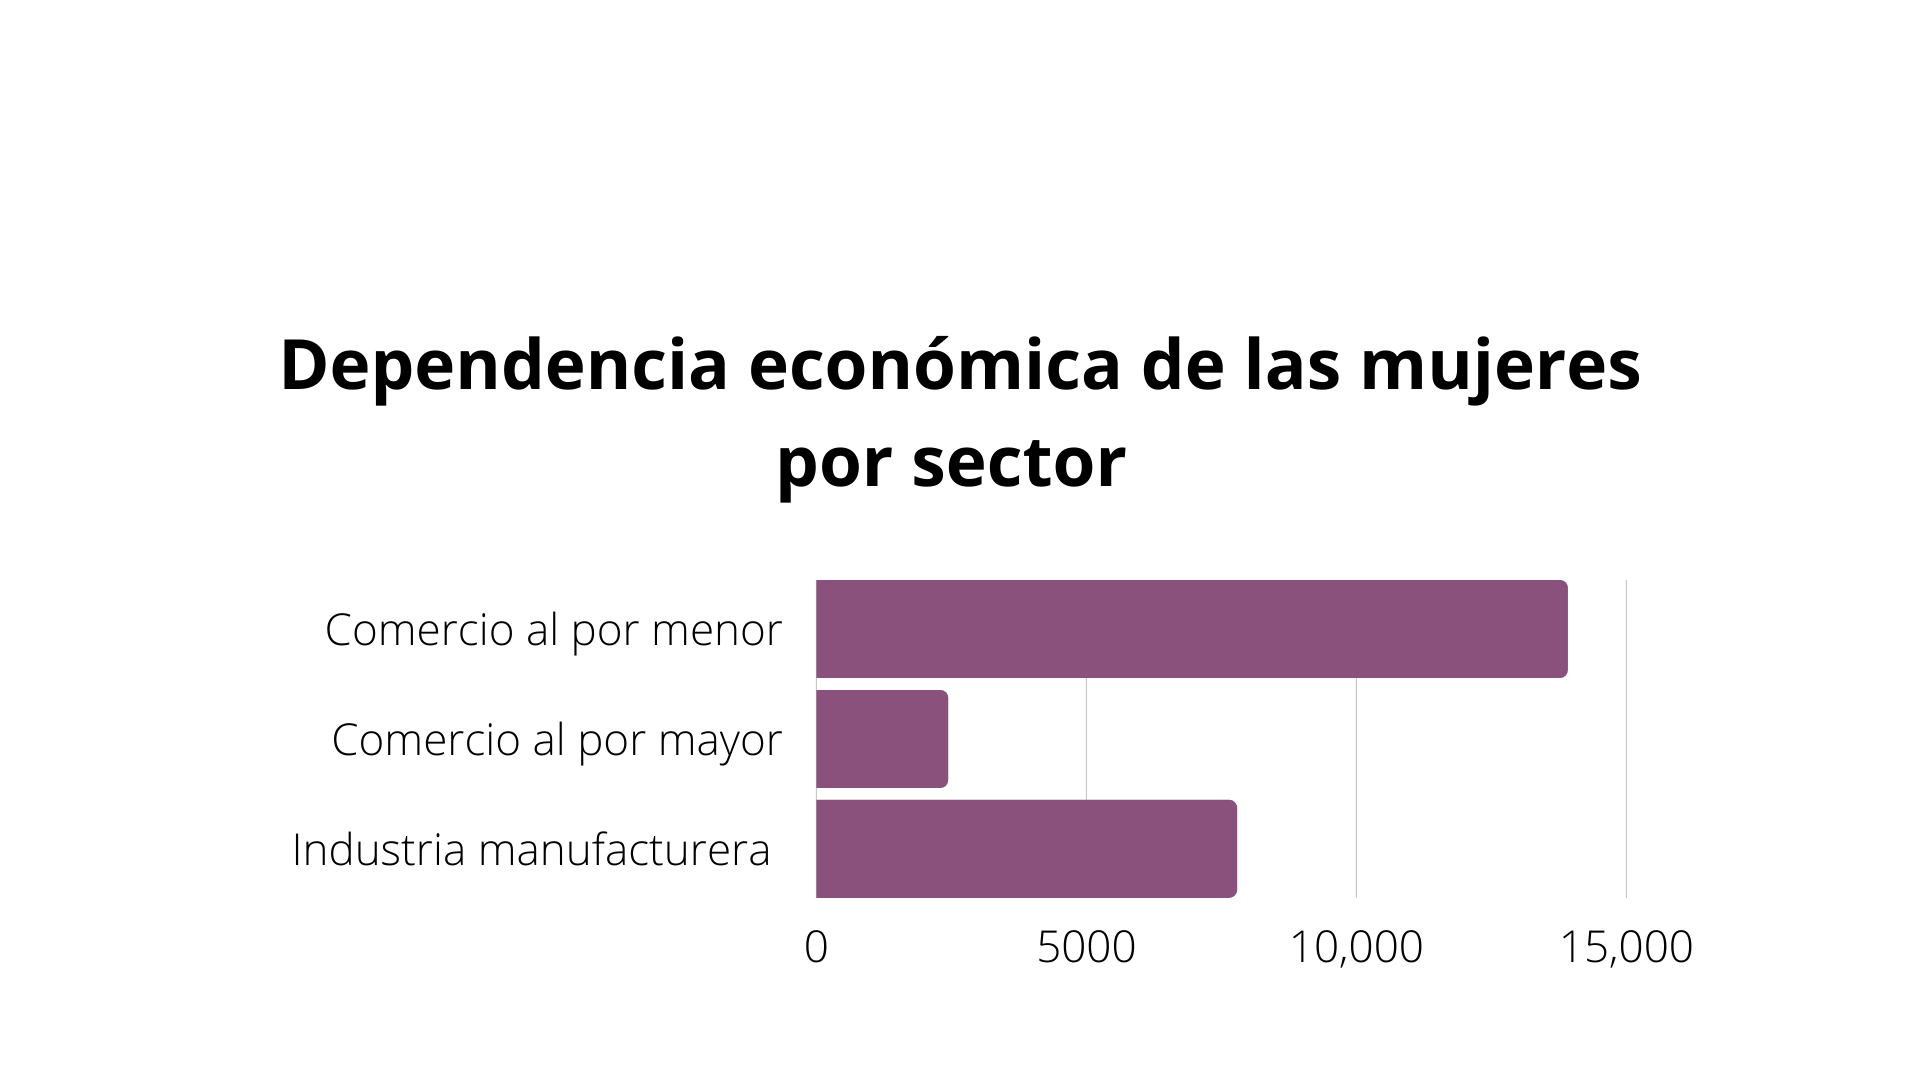 Dependencia económica de las mujeres
por sector
Comercio al por menor
Comercio al por mayor
Industria manufacturera
0 5000 10,000 15,000